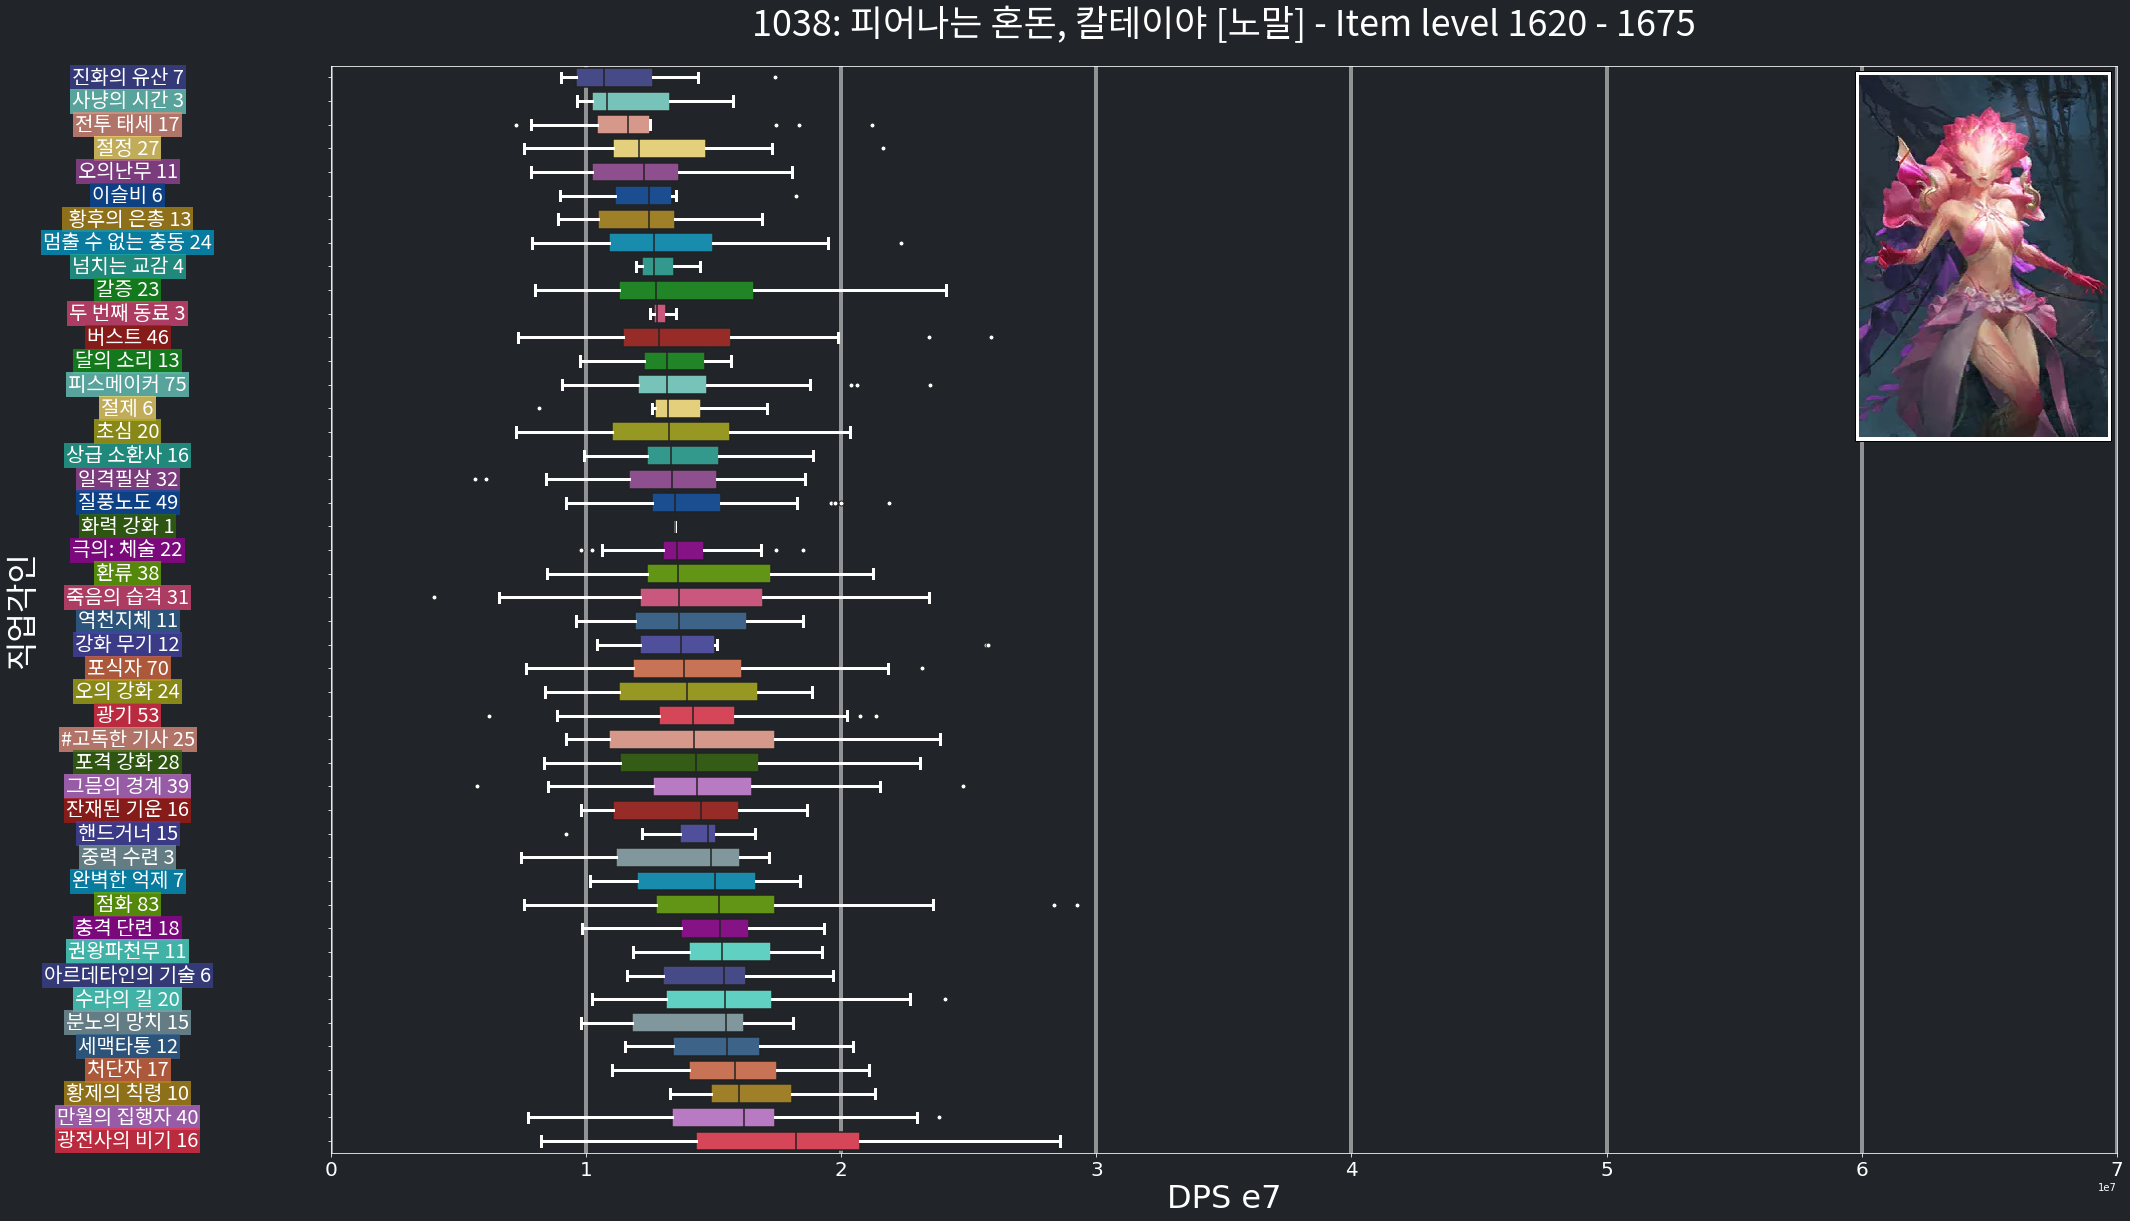 1038: 피어나는 혼돈, 칼테이야 [노말] - Item level 1620 - 1675
진화의 유산 7
사냥의 시간 3
전투 태세 17
절정 27
오의난무 11
이슬비 6
황후의 은총 13
멈출 수 없는 충동 24
넘치는 교감 4
갈증 23
두 번째 동료 3
버스트 46
달의 소리 13
피스메이커 75
절제 6
초심 20
상급 소환사 16
일격필살 32
질풍노도 49
화력 강화 1
극의: 체술 22
환류 38
죽음의 습격 31
역천지체 11
강화 무기 12
포식자 70
오의 강화 24
광기 53
#고독한 기사 25
포격 강화 28
그믐의 경계 39
잔재된 기운 16
핸드거너 15
중력 수련 3
완벽한 억제 7
점화 83
충격 단련 18
권왕파천무 11
아르데타인의 기술 6
수라의 길 20
분노의 망치 15
세맥타통 12
처단자 17
황제의 칙령 10
만월의 집행자 40
광전사의 비기 16
직업각인
0 1 2 3 4 5 6 7
1e7
DPS e7